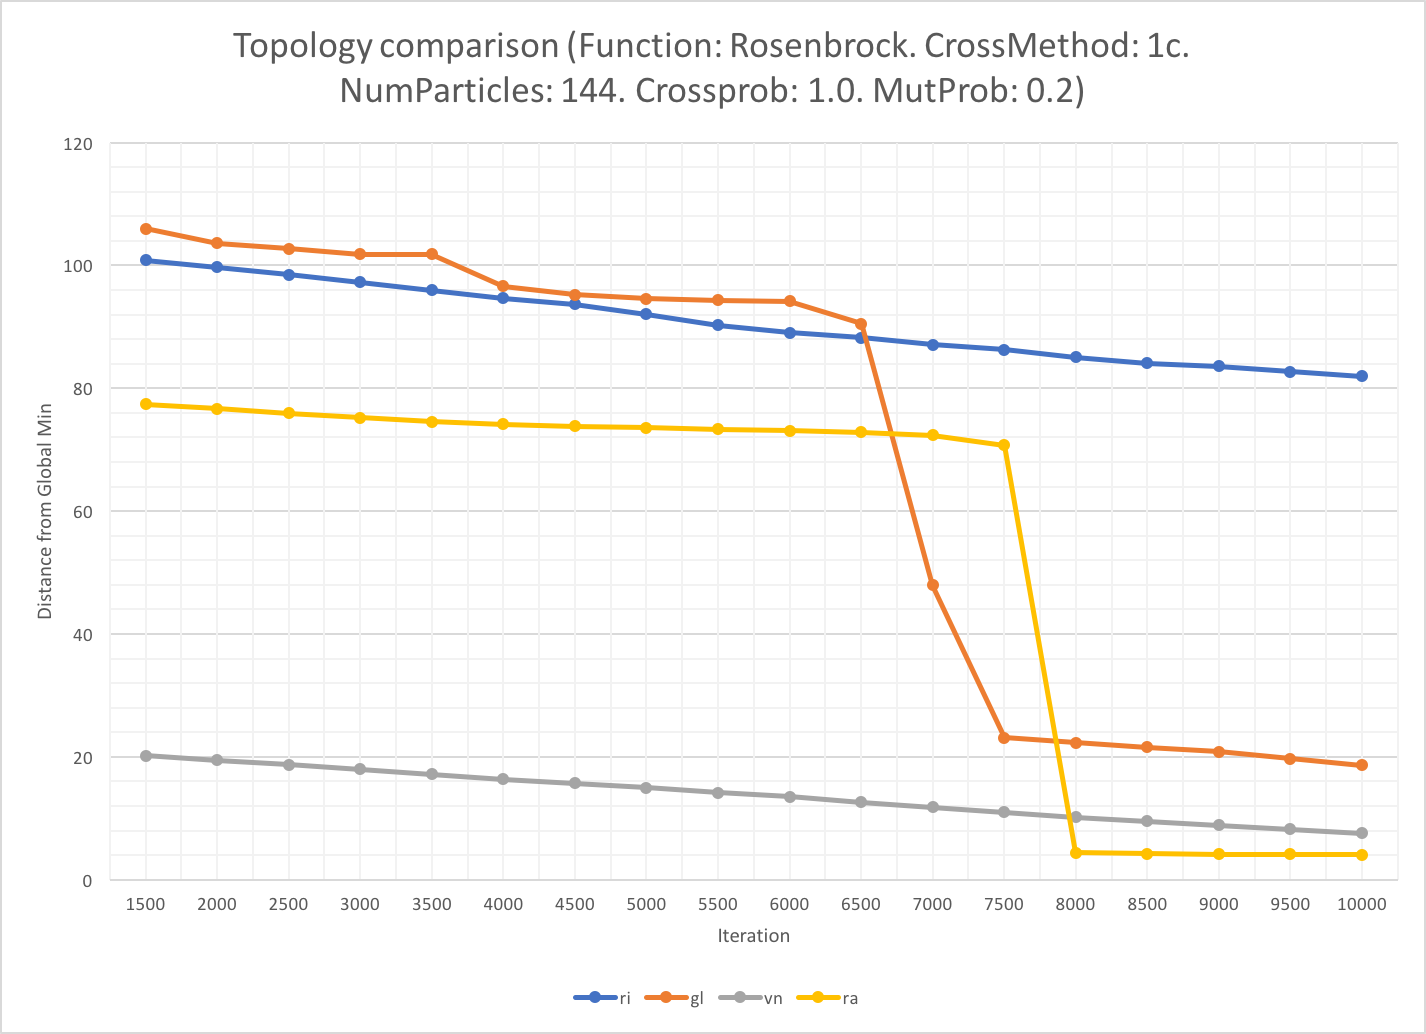 Topology comparison (Function: Rosenbrock. CrossMethod: 1c.
NumParticles: 144. Crossprob: 1.0. MutProb: 0.2)
120
100
80
60
40
20
0
Distance from Global Min
1500 2000 2500 3000 3500 4000 4500 5000 5500 6000 6500 7000 7500 8000 8500 9000 9500 10000
Iteration
ri gl vn ra